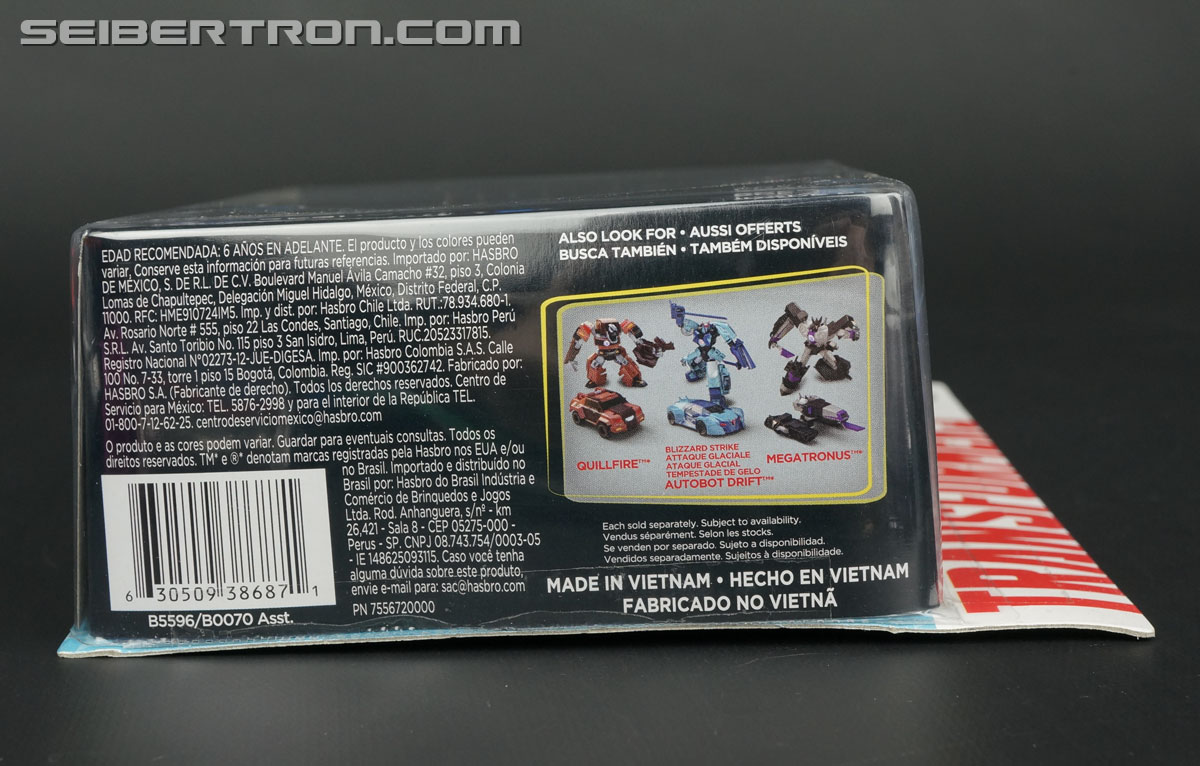 SEIBERTRON.COM
EDAD RECOMENDADA: 6 AÑOS EN ADELANTE. El producto y los colores pueden
variar, Conserve esta información para futuras referencias. Importado por: HASBRO
DE MÉXICO, S. DE R.L. DE C.V. Boulevard Manuel Ávila Camacho #32, piso 3, Colonia
Lomas de Chapultepec, Delegación Miguel Hidalgo, México, Distrito Federal, C.P.
11000. RFC: HME910724IM5. Imp. y dist. por: Hasbro Chile Ltda. RUT.:78.934.680-1.
Av. Rosario Norte # 555, piso 22 Las Condes, Santiago, Chile. Imp. por: Hasbro Perú
S.R.L. Av. Santo Toribio No. 115 piso 3 San Isidro, Lima, Perú. RUC.20523317815.
Registro Nacional N°02273-12-JUE-DIGESA. Imp. por: Hasbro Colombia S.A.S. Calle
100 No. 7-33, torre 1 piso 15 Bogotá, Colombia. Reg. SIC #900362742. Fabricado por:
HASBRO S.A. (Fabricante de derecho). Todos los derechos reservados. Centro de
Servicio para México: TEL. 5876-2998 y para el interior de la República TEL.
01-800-7-12-62-25. centrodeserviciomexico@hasbro.com
O produto e as cores podem variar. Guardar para eventuais consultas. Todos os
direitos reservados. TM* e ®* denotam marcas registradas pela Hasbro nos EUA e/ou
no Brasil. Importado e distribuído no
Brasil por: Hasbro do Brasil Indústria e
Comércio de Brinquedos e Jogos
Ltda. Rod. Anhanguera, s/nº - km
26,421 - Sala 8 - CEP 05275-000 -
Perus - SP. CNPJ 08.743.754/0003-05
- IE 148625093115. Caso você tenha
alguma dúvida sobre este produto,
envie e-mail para: sac@hasbro.com
PN 7556720000
6 30509 38687 1
B5596/B0070 Asst.
ALSO LOOK FOR • AUSSI OFFERTS
BUSCA TAMBIÉN • TAMBÉM DISPONÍVEIS
QUILLFIRE™*
BLIZZARD STRIKE
ATTAQUE GLACIALE
ATAQUE GLACIAL
TEMPESTADE DE GELO
AUTOBOT DRIFT™*
MEGATRONUS™*
Each sold separately. Subject to availability.
Vendus séparément. Selon les stocks.
Se venden por separado. Sujeto a disponibilidad.
Vendidos separadamente. Sujeitos à disponibilidade.
MADE IN VIETNAM • HECHO EN VIETNAM
FABRICADO NO VIETNÃ
TRANSFORMERS